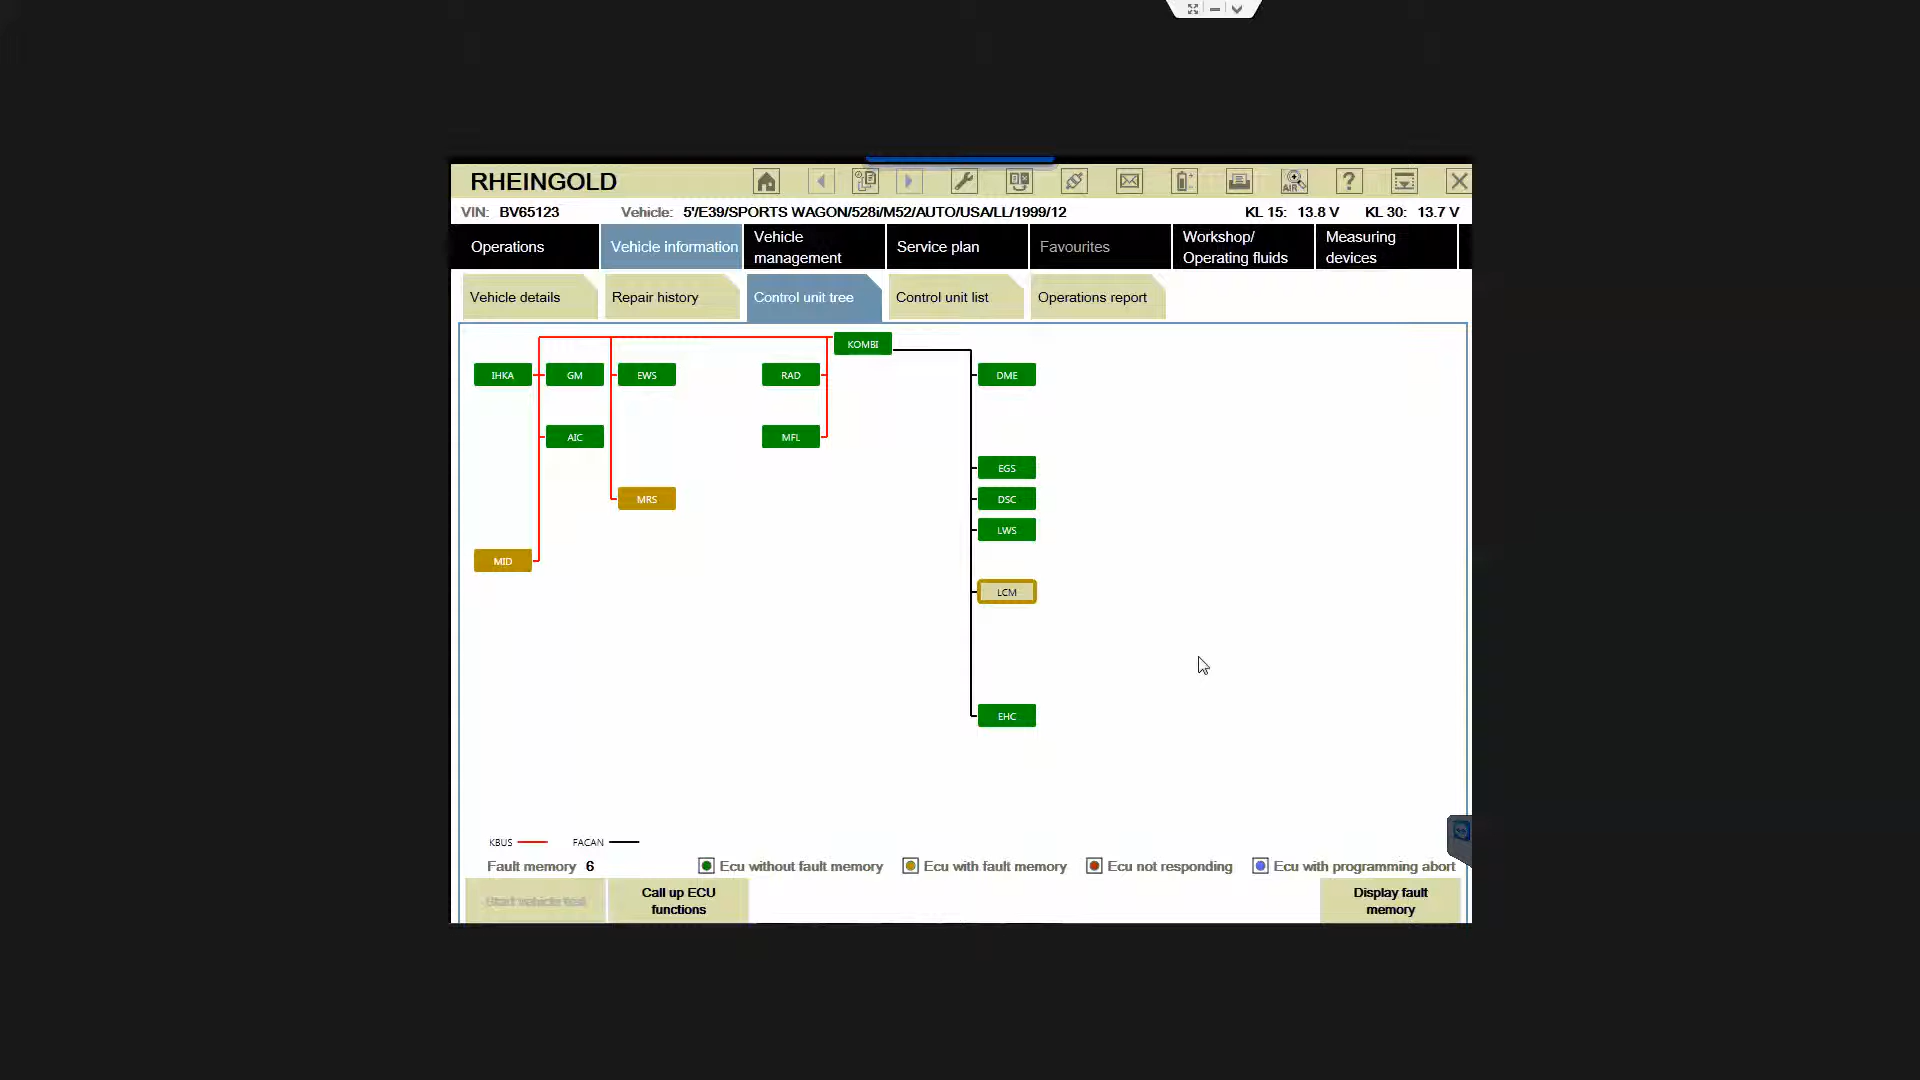 RHEINGOLD
AIR
VIN: BV65123 Vehicle: 5'/E39/SPORTS WAGON/528i/M52/AUTO/USA/LL/1999/12 KL 15: 13.8 V KL 30: 13.7 V
Operations
Vehicle information
Vehicle
management
Service plan
Favourites
Workshop/
Operating fluids
Measuring
devices
Vehicle details
Repair history
Control unit tree
Control unit list
Operations report
KOMBI
IHKA GM EWS RAD DME
AIC MFL
EGS
MRS DSC
LWS
MID
LCM
EHC
KBUS FACAN
Fault memory 6 Ecu without fault memory Ecu with fault memory Ecu not responding Ecu with programming abort
Start vehicle test
Call up ECU
functions
Display fault
memory